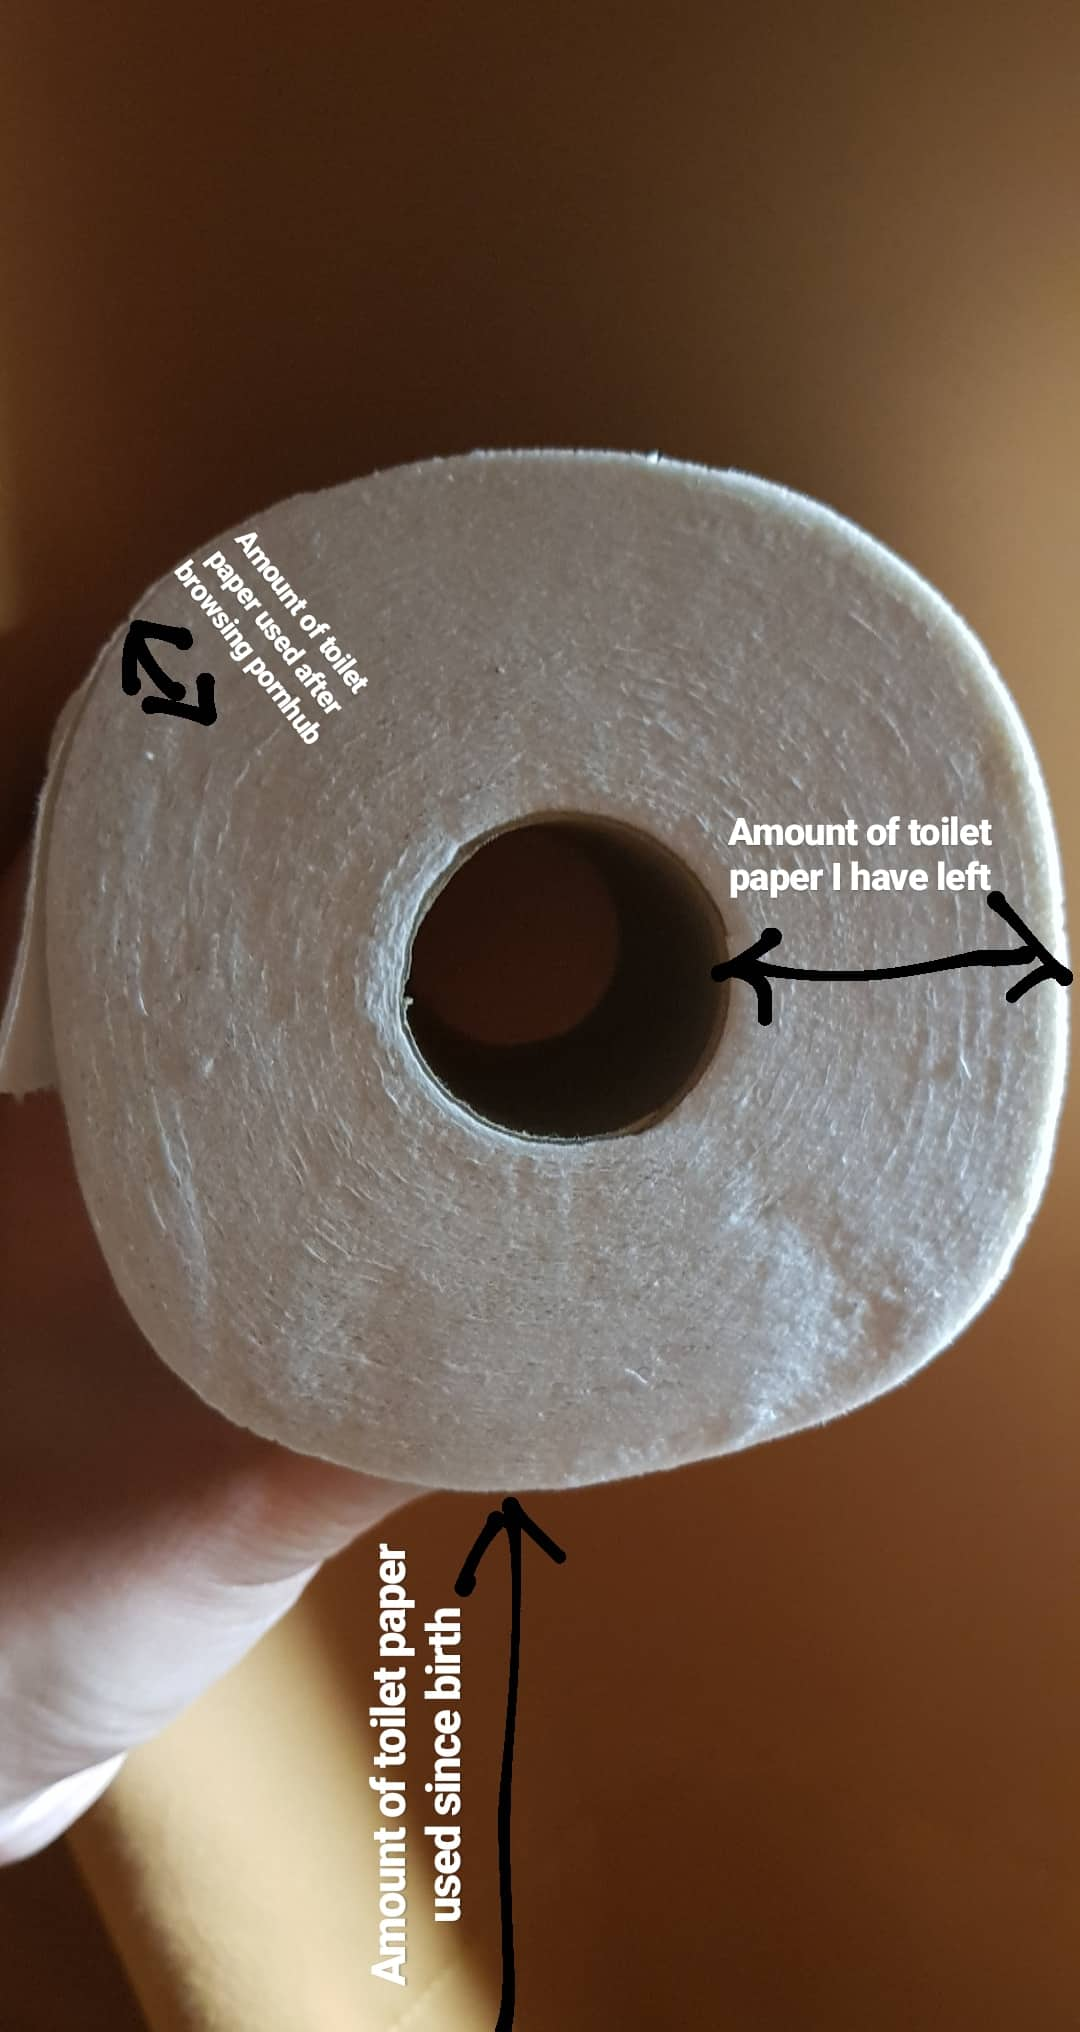 Amount of toilet
paper used after
browsing pornhub
Amount of toilet
paper I have left
Amount of toilet paper
used since birth